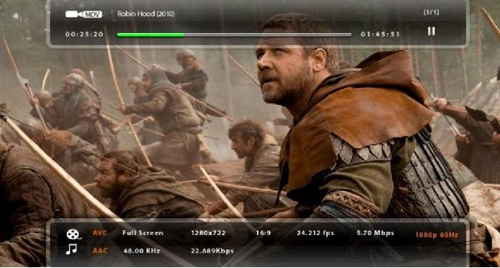 MOV Robin Hood (2010) (1/1)
00:25:20 01:45:51
AVC Full Screen 1280x722 16:9 24.212 fps 5.70 Mbps 1080p 60Hz
AAC 48.00 KHz 22.889Kbps